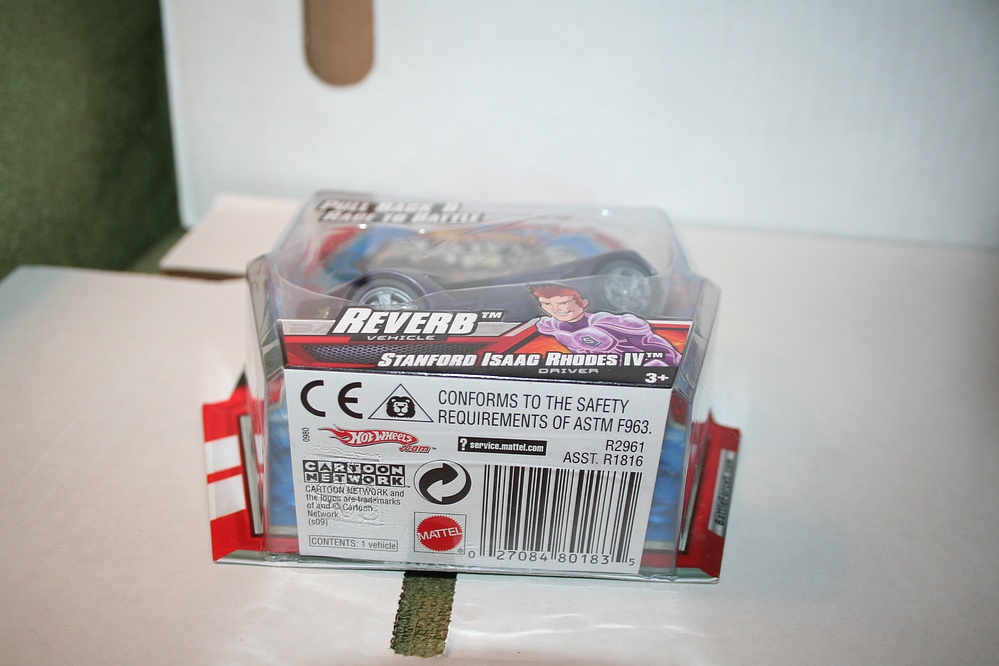 PULL BACK &
RACE TO BATTLE
REVERB™
VEHICLE
STANFORD ISAAC RHODES IV™
DRIVER
3+
CE
CONFORMS TO THE SAFETY
REQUIREMENTS OF ASTM F963.
0980
HOT WHEELS
? service.mattel.com
R2961
ASST. R1816
CARTOON
NETWORK
CARTOON NETWORK and
the logos are trademarks
of and © Cartoon
Network.
(s09)
CONTENTS: 1 vehicle
MATTEL®
0 27084 80183 5